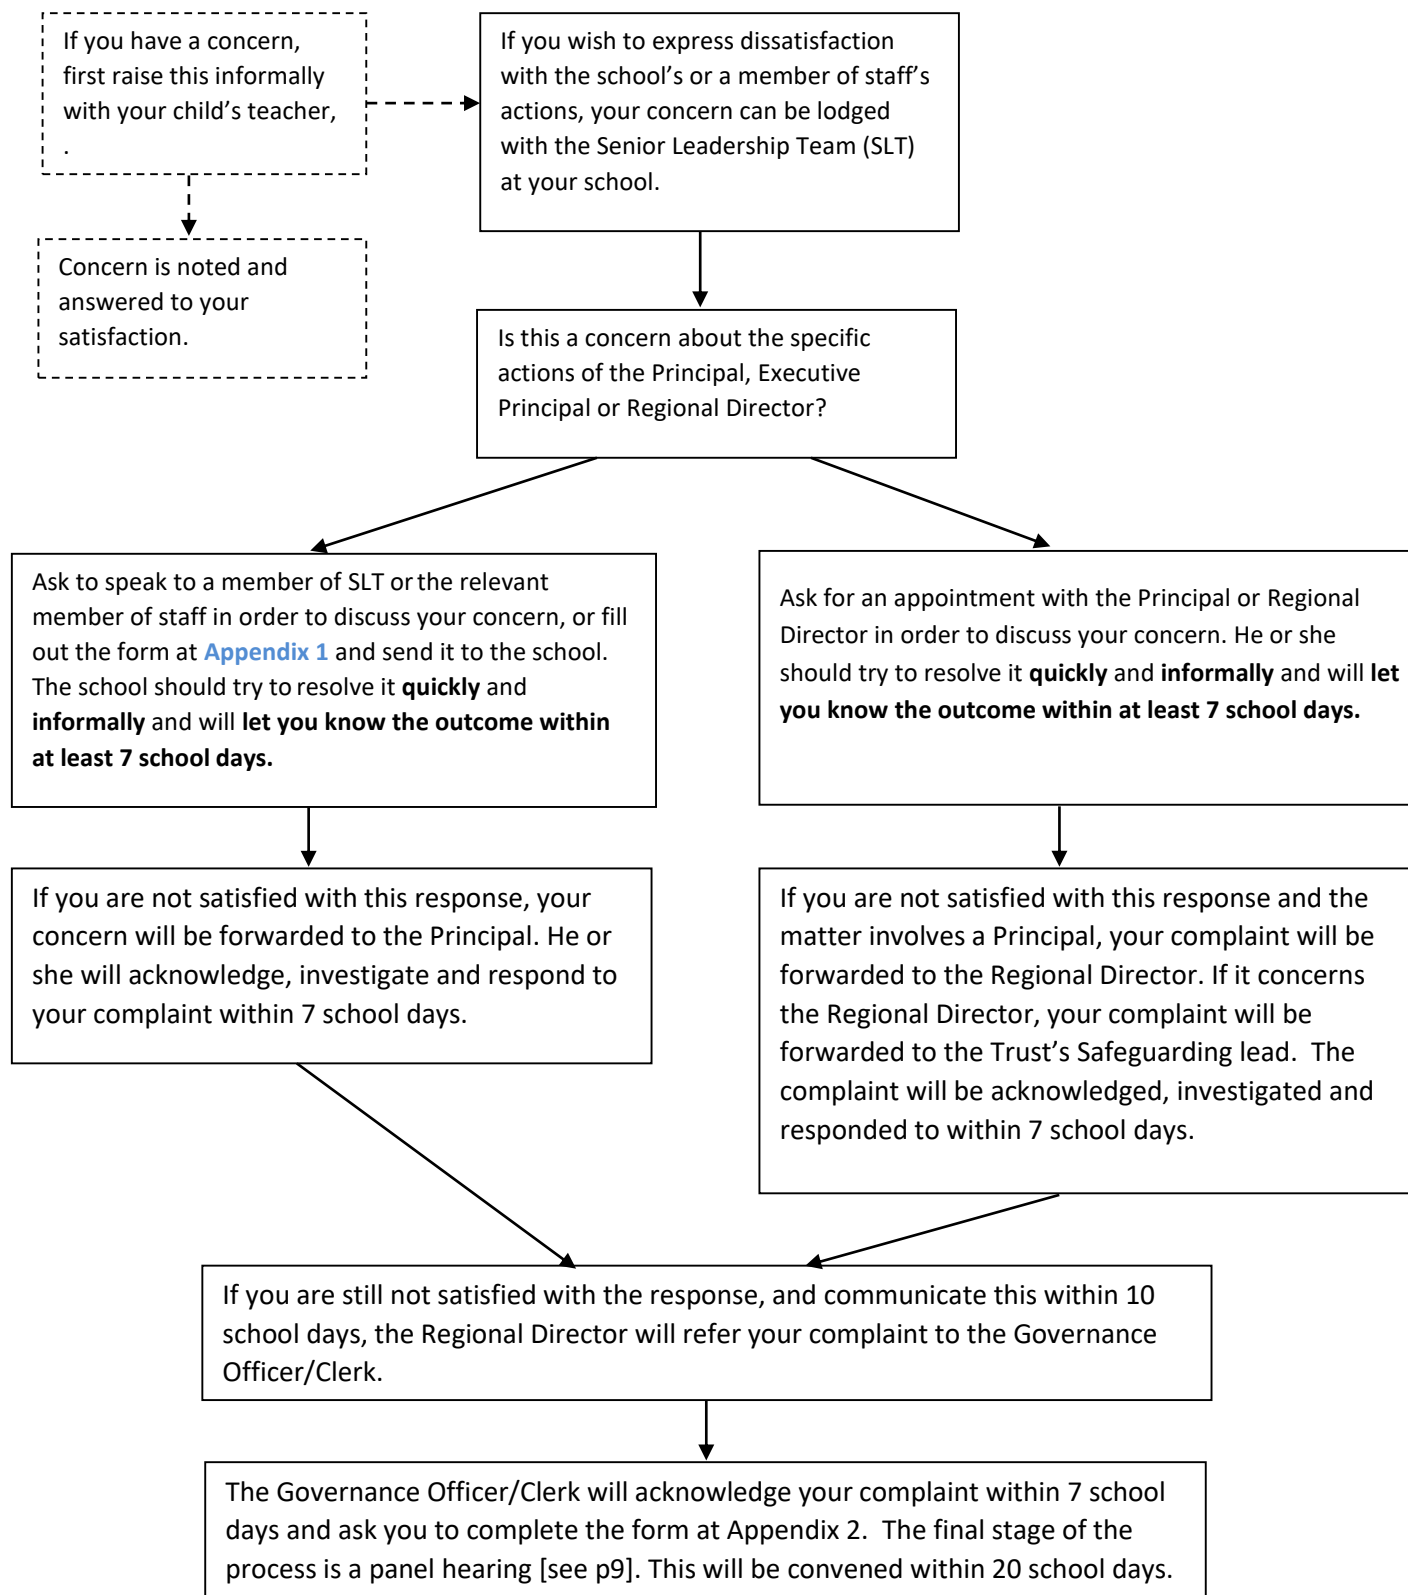 If you have a concern,
first raise this informally
with your child’s teacher,
.
If you wish to express dissatisfaction
with the school’s or a member of staff’s
actions, your concern can be lodged
with the Senior Leadership Team (SLT)
at your school.
Concern is noted and
answered to your
satisfaction.
Is this a concern about the specific
actions of the Principal, Executive
Principal or Regional Director?
Ask to speak to a member of SLT or the relevant
member of staff in order to discuss your concern, or fill
out the form at Appendix 1 and send it to the school.
The school should try to resolve it quickly and
informally and will let you know the outcome within
at least 7 school days.
Ask for an appointment with the Principal or Regional
Director in order to discuss your concern. He or she
should try to resolve it quickly and informally and will let
you know the outcome within at least 7 school days.
If you are not satisfied with this response, your
concern will be forwarded to the Principal. He or
she will acknowledge, investigate and respond to
your complaint within 7 school days.
If you are not satisfied with this response and the
matter involves a Principal, your complaint will be
forwarded to the Regional Director. If it concerns
the Regional Director, your complaint will be
forwarded to the Trust’s Safeguarding lead.  The
complaint will be acknowledged, investigated and
responded to within 7 school days.
If you are still not satisfied with the response, and communicate this within 10
school days, the Regional Director will refer your complaint to the Governance
Officer/Clerk.
The Governance Officer/Clerk will acknowledge your complaint within 7 school
days and ask you to complete the form at Appendix 2.  The final stage of the
process is a panel hearing [see p9]. This will be convened within 20 school days.